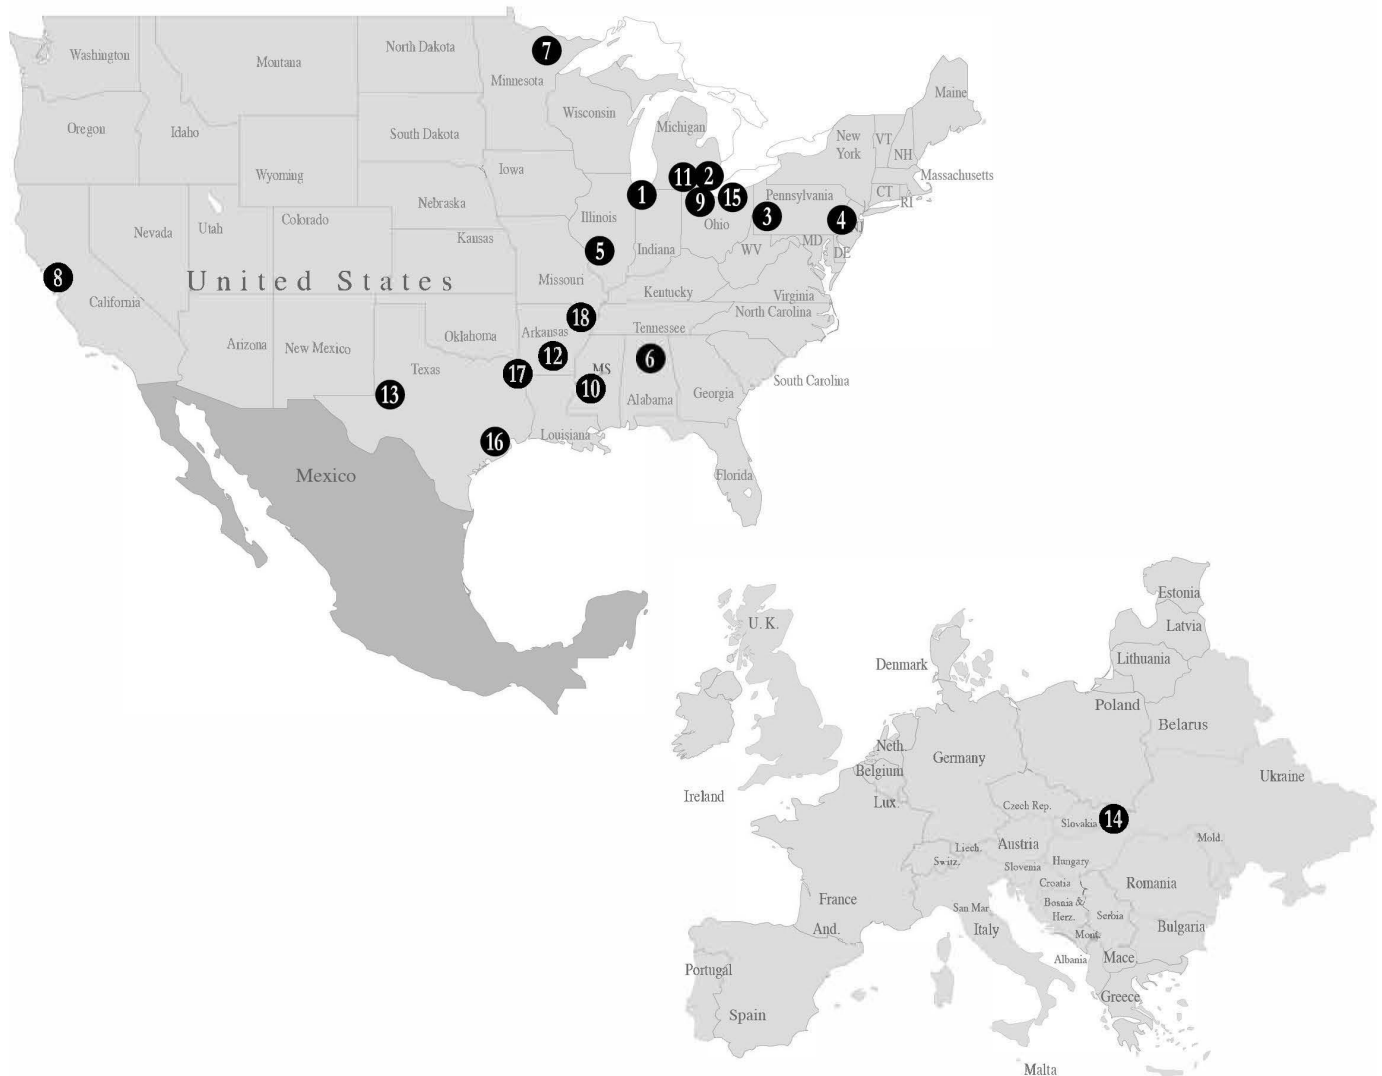 7
Washington
Montana
North Dakota
Minnesota
Maine
Wisconsin
Michigan
Oregon
Idaho
South Dakota
New
York
VT
NH
Wyoming
Iowa
11
2
Massachusetts
1
9
15
Pennsylvania
CT
RI
Nebraska
Colorado
Illinois
Ohio
3
4
NJ
Nevada
Utah
Kansas
Indiana
5
WV
MD
DE
8
United States
Missouri
California
Kentucky
Virginia
North Carolina
18
Arizona
New Mexico
Oklahoma
Arkansas
Tennessee
12
6
Texas
17
MS
South Carolina
13
10
Alabama
Georgia
16
Louisiana
Mexico
Florida
Estonia
U. K.
Latvia
Denmark
Lithuania
Poland
Belarus
Neth.
Germany
Belgium
Ukraine
Ireland
Lux.
Czech Rep.
Slovakia
14
Mold.
Liech.
Austria
Switz.
Slovenia
Hungary
Croatia
Romania
France
San Mar
Bosnia &
Herz.
Serbia
And.
Italy
Mont.
Bulgaria
Albania
Mace.
Portugal
Greece
Spain
Malta